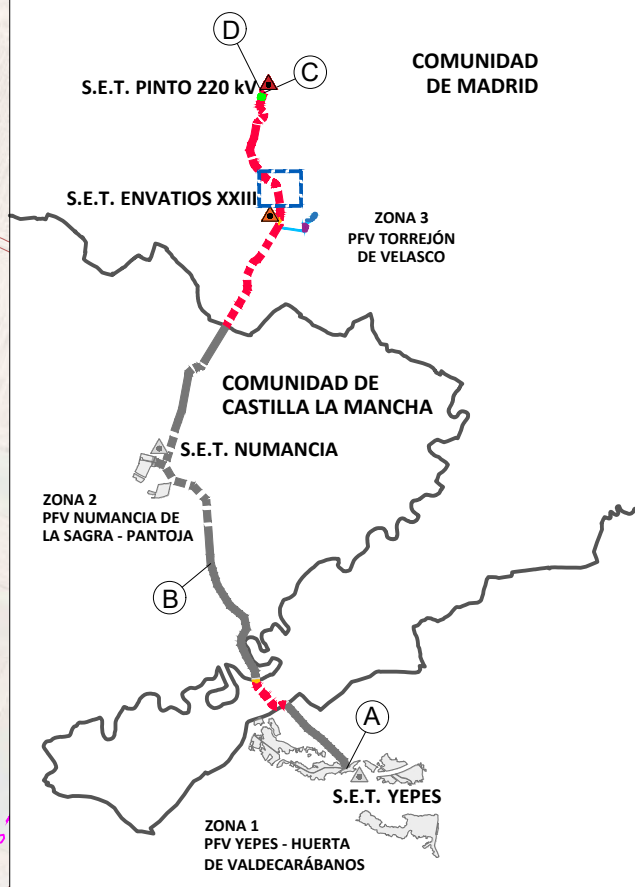 D
C
COMUNIDAD
DE MADRID
S.E.T. PINTO 220 kV
S.E.T. ENVATIOS XXIII
ZONA 3
PFV TORREJÓN
DE VELASCO
COMUNIDAD DE
CASTILLA LA MANCHA
S.E.T. NUMANCIA
ZONA 2
PFV NUMANCIA DE
LA SAGRA - PANTOJA
B
A
S.E.T. YEPES
ZONA 1
PFV YEPES - HUERTA
DE VALDECARÁBANOS